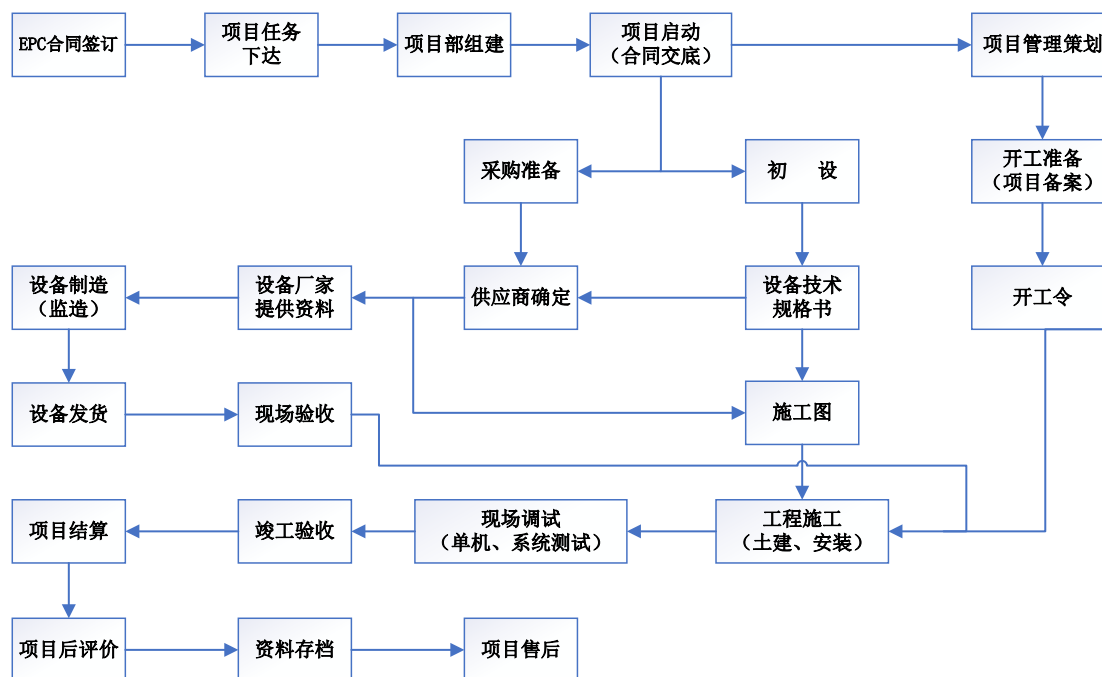 EPC合同签订
项目任务
下达
项目部组建
项目启动
（合同交底）
项目管理策划
采购准备
初 设
开工准备
（项目备案）
设备制造
（监造）
设备厂家
提供资料
供应商确定
设备技术
规格书
开工令
设备发货
现场验收
施工图
项目结算
竣工验收
现场调试
（单机、系统测试）
工程施工
（土建、安装）
项目后评价
资料存档
项目售后